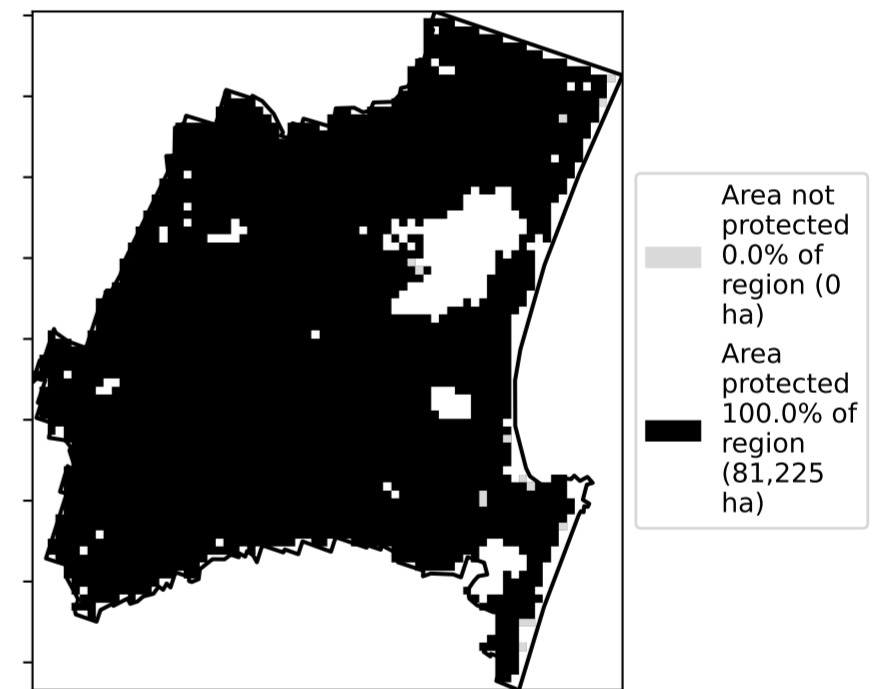 Area not
protected
0.0% of
region (0
ha)
Area
protected
100.0% of
region
(81,225
ha)